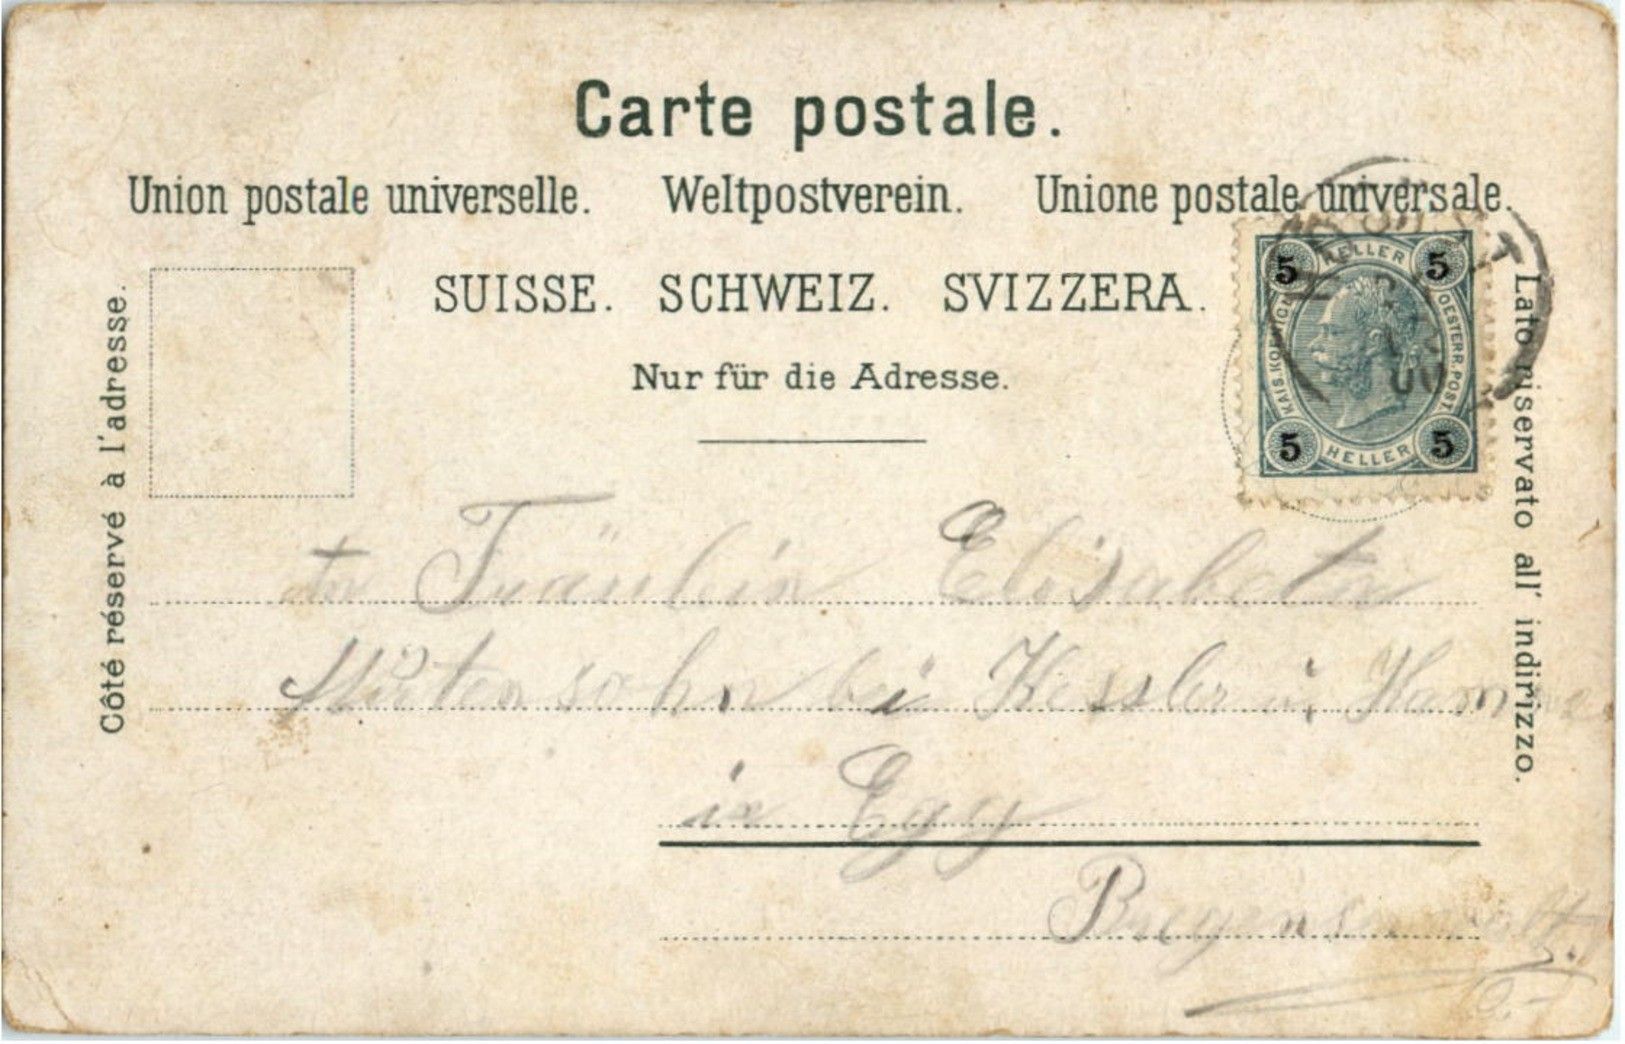 Carte postale.
Union postale universelle. Weltpostverein. Unione postale universale.
SUISSE. SCHWEIZ. SVIZZERA.
Nur für die Adresse.
Côté réservé à l'adresse.
Lato riservato all' indirizzo.
5 HELLER 5
KAIS. KOENIGL. OESTERR. POST
5 HELLER 5
An Fräulein Elisabeth
bei Kessler
in Egg